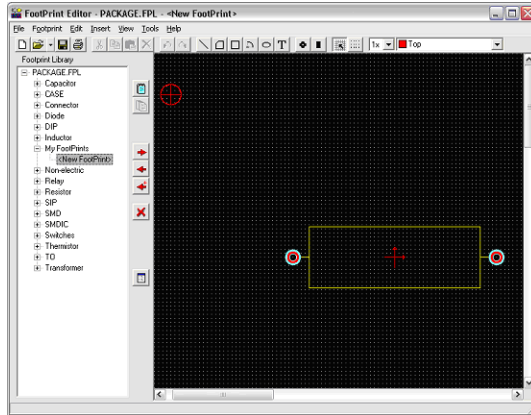 FootPrint Editor - PACKAGE.FPL - <New FootPrint>
File Footprint Edit Insert View Tools Help
T 1x Top
Footprint Library
PACKAGE.FPL
Capacitor
CASE
Connector
Diode
DIP
Inductor
My FootPrints
<New FootPrint>
Non-electric
Relay
Resistor
SIP
SMD
SMDIC
Switches
Thermistor
TO
Transformer